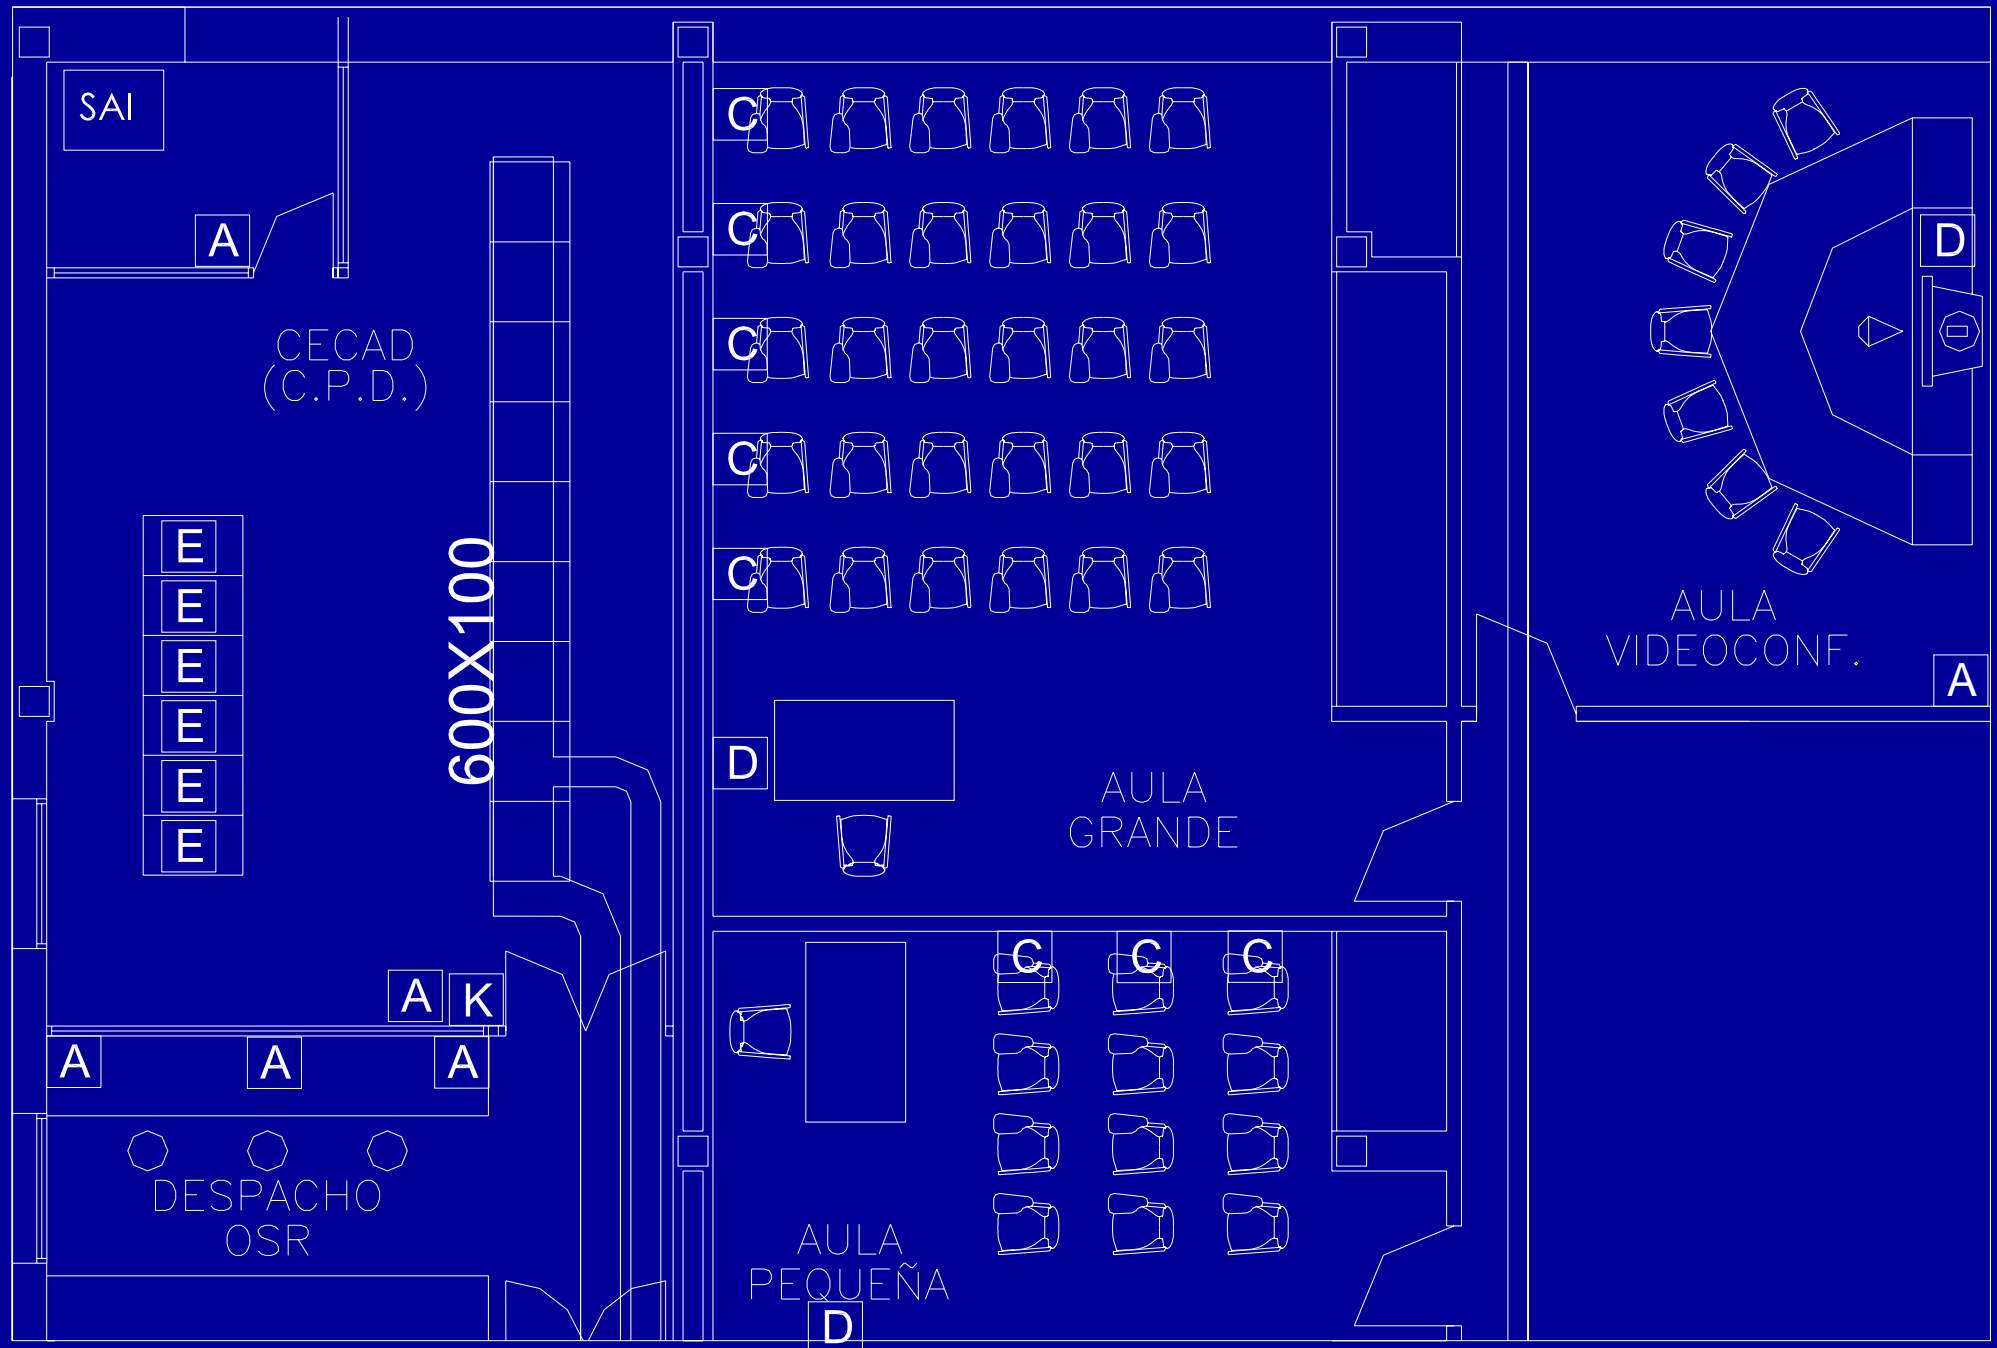 SAI
C
C
C
C
C
A
D
CECAD
(C.P.D.)
E
E
E
E
E
E
600X100
AULA
VIDEOCONF.
A
D
AULA
GRANDE
C C C
A K
A A A
DESPACHO
OSR
AULA
PEQUEÑA
D